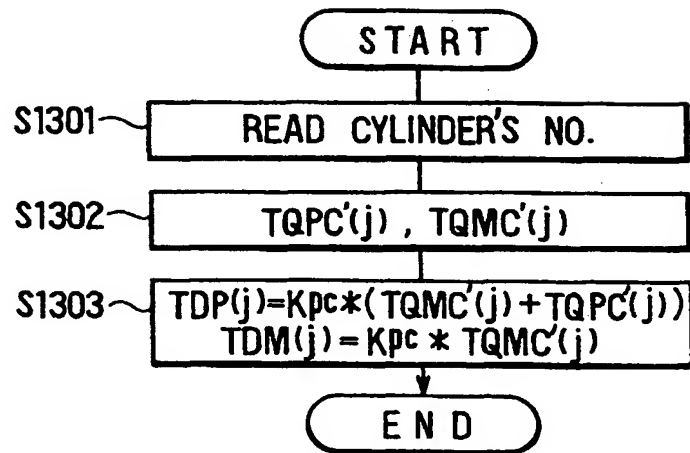 START
S1301
READ CYLINDER'S NO.
S1302
TQPC'(j) , TQMC'(j)
S1303
TDP(j)=Kpc*(TQMC'(j)+TQPC'(j))
TDM(j)=Kpc * TQMC'(j)
END